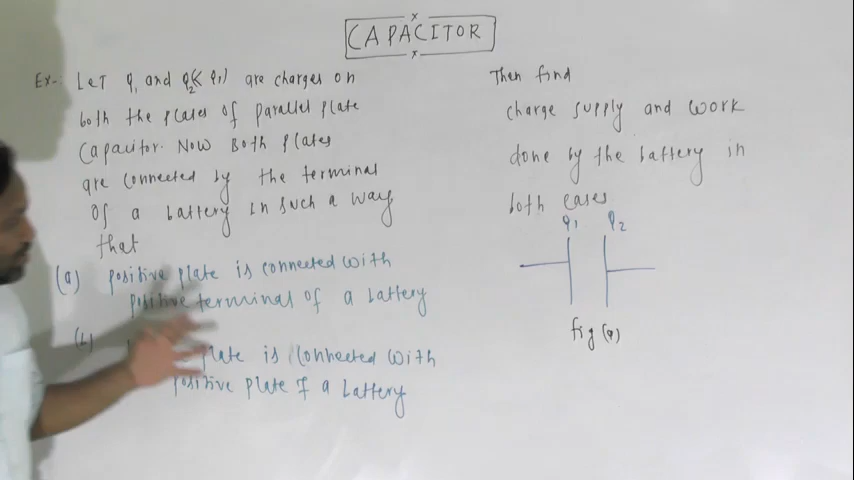 CAPACITOR
Ex-: Let q1 and q2(< q1) are charges on
both the plates of parallel plate
Capacitor. Now Both plates
are connected by the terminal
of a battery in such a way
that
(a) positive plate is connected with
positive terminal of a battery
(b) plate is connected with
positive plate of a battery
Then find
charge supply and work
done by the battery in
both cases
q1 q2
fig (a)